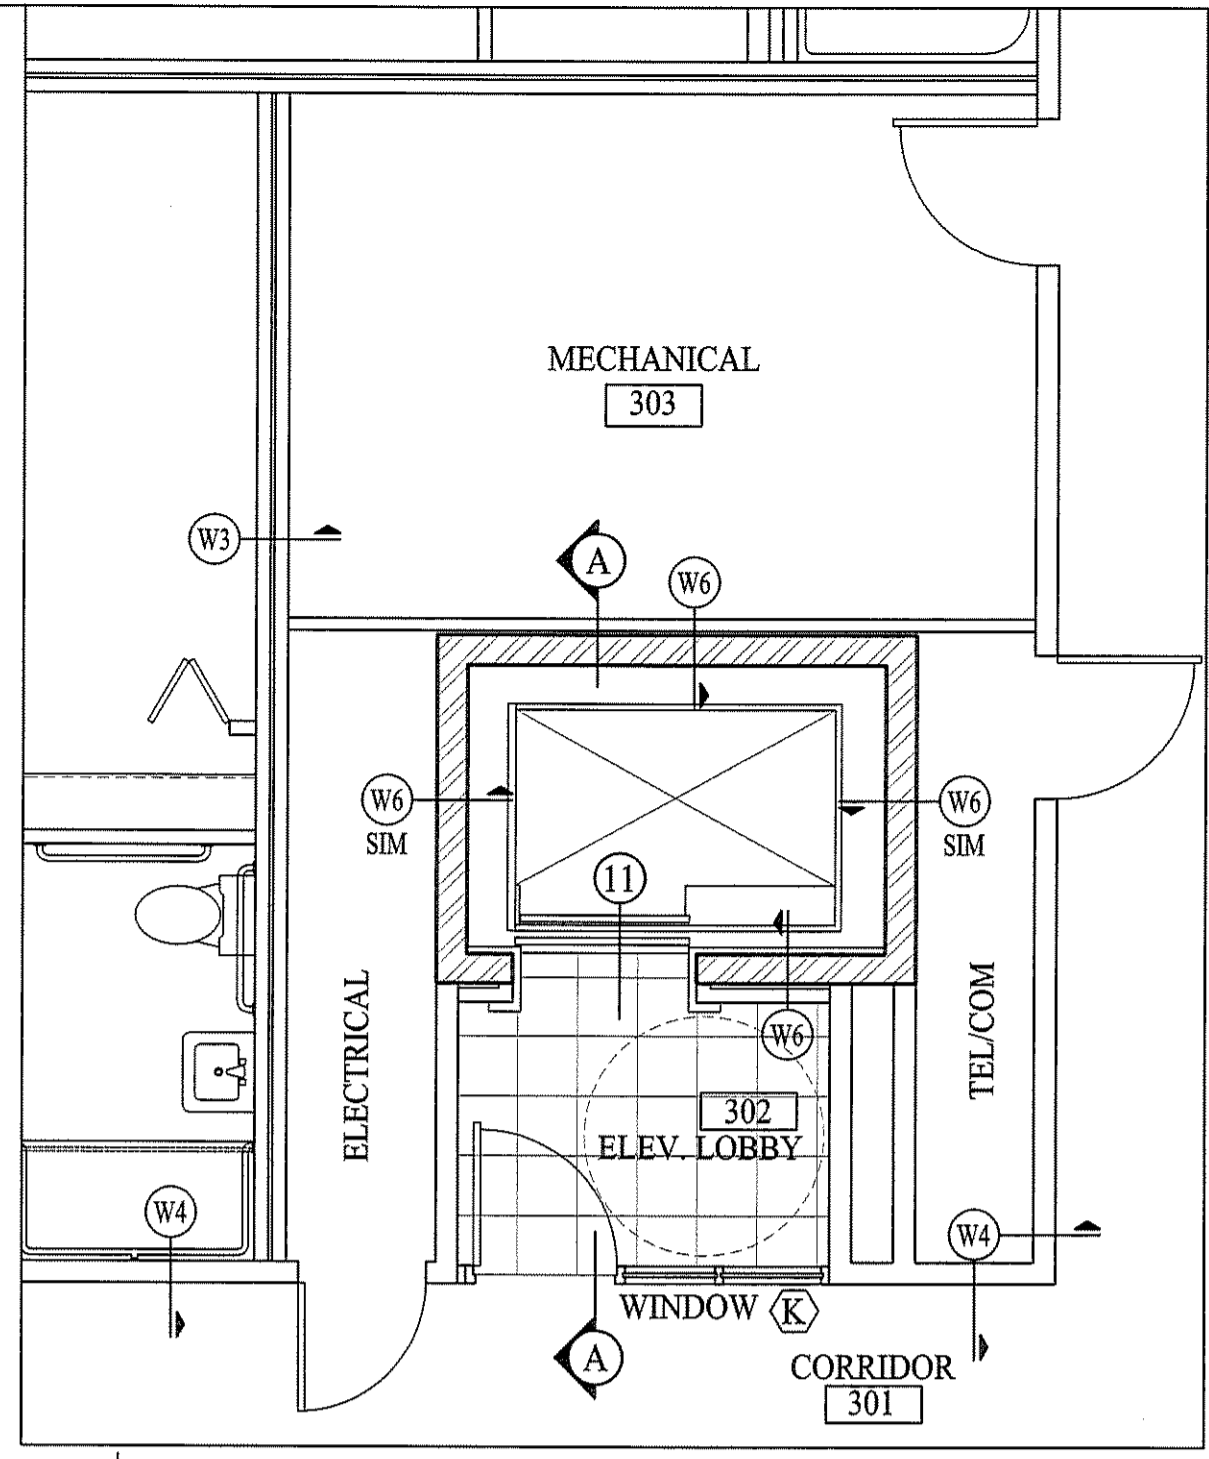 MECHANICAL
303
W3
A
W6
W6
SIM
W6
SIM
11
ELECTRICAL
TEL/COM
W6
302
ELEV. LOBBY
W4
W4
WINDOW K
A
CORRIDOR
301